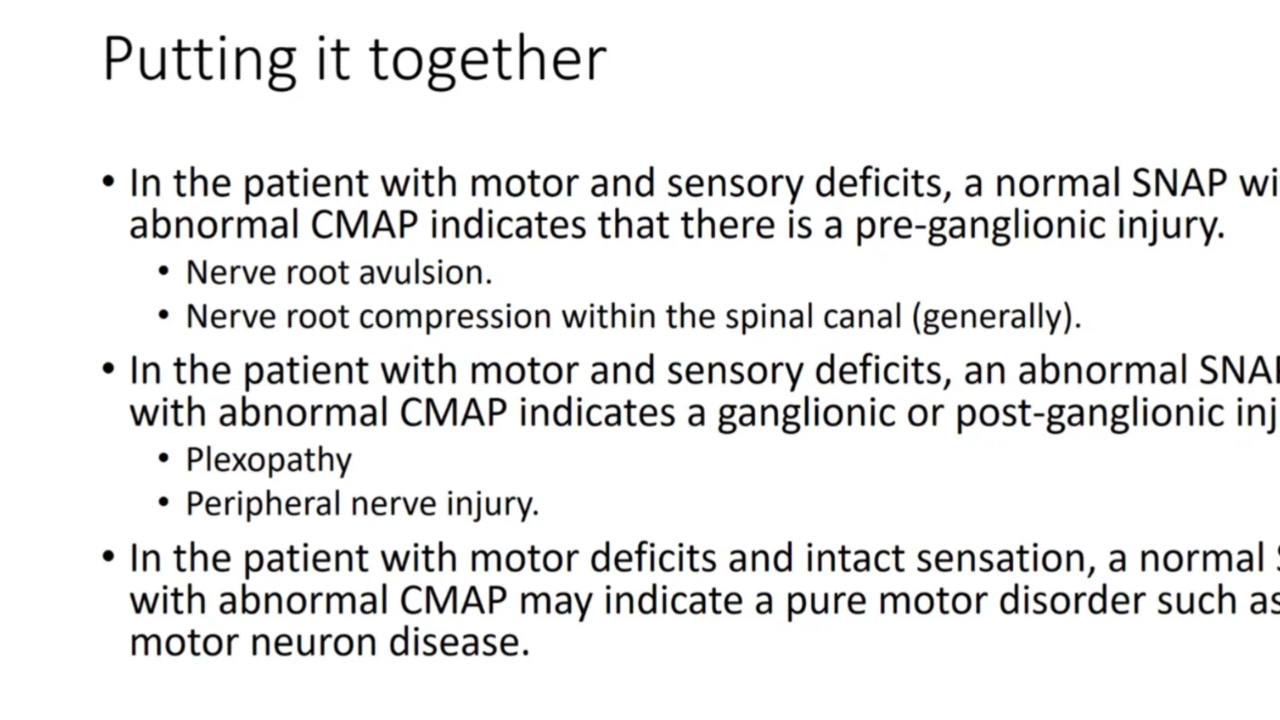 Putting it together
• In the patient with motor and sensory deficits, a normal SNAP wi
abnormal CMAP indicates that there is a pre-ganglionic injury.
• Nerve root avulsion.
• Nerve root compression within the spinal canal (generally).
• In the patient with motor and sensory deficits, an abnormal SNAP
with abnormal CMAP indicates a ganglionic or post-ganglionic inj
• Plexopathy
• Peripheral nerve injury.
• In the patient with motor deficits and intact sensation, a normal
with abnormal CMAP may indicate a pure motor disorder such as
motor neuron disease.